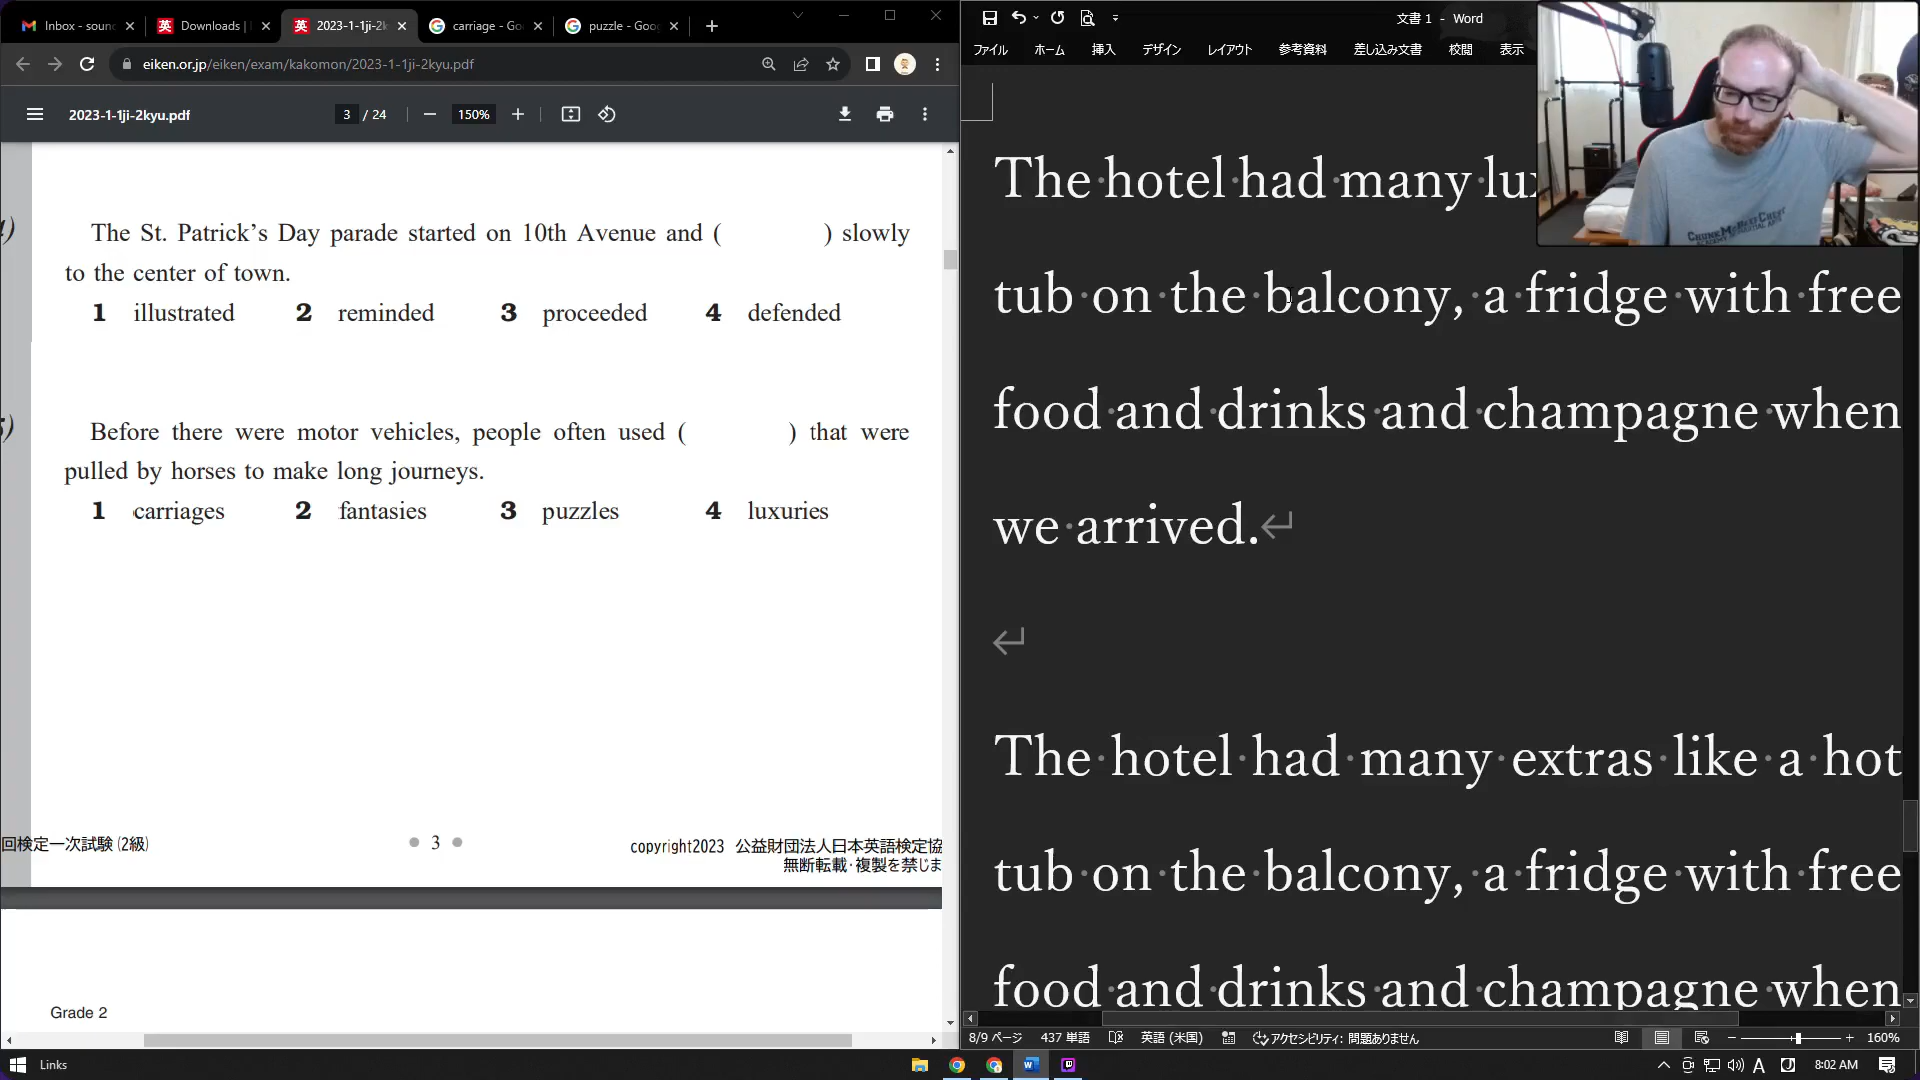 Inbox - soun
Downloads |
2023-1-1ji-2k
carriage - Go
puzzle - Goo
eiken.or.jp/eiken/exam/kakomon/2023-1-1ji-2kyu.pdf
2023-1-1ji-2kyu.pdf
3 / 24
150%
The St. Patrick's Day parade started on 10th Avenue and ( ) slowly
to the center of town.
1 illustrated 2 reminded 3 proceeded 4 defended
5)
Before there were motor vehicles, people often used ( ) that were
pulled by horses to make long journeys.
1 carriages 2 fantasies 3 puzzles 4 luxuries
回検定一次試験 (2級)
3
copyright2023 公益財団法人日本英語検定協
無断転載・複製を禁じま
Grade 2
文書 1 - Word
ファイル ホーム 挿入 デザイン レイアウト 参考資料 差し込み文書 校閲 表示
The hotel had many lux
tub on the balcony, a fridge with free
food and drinks and champagne when
we arrived.
The hotel had many extras like a hot
tub on the balcony, a fridge with free
food and drinks and champagne when
8/9 ページ 437 単語 英語 (米国) アクセシビリティ: 問題ありません 160%
Links
A
8:02 AM